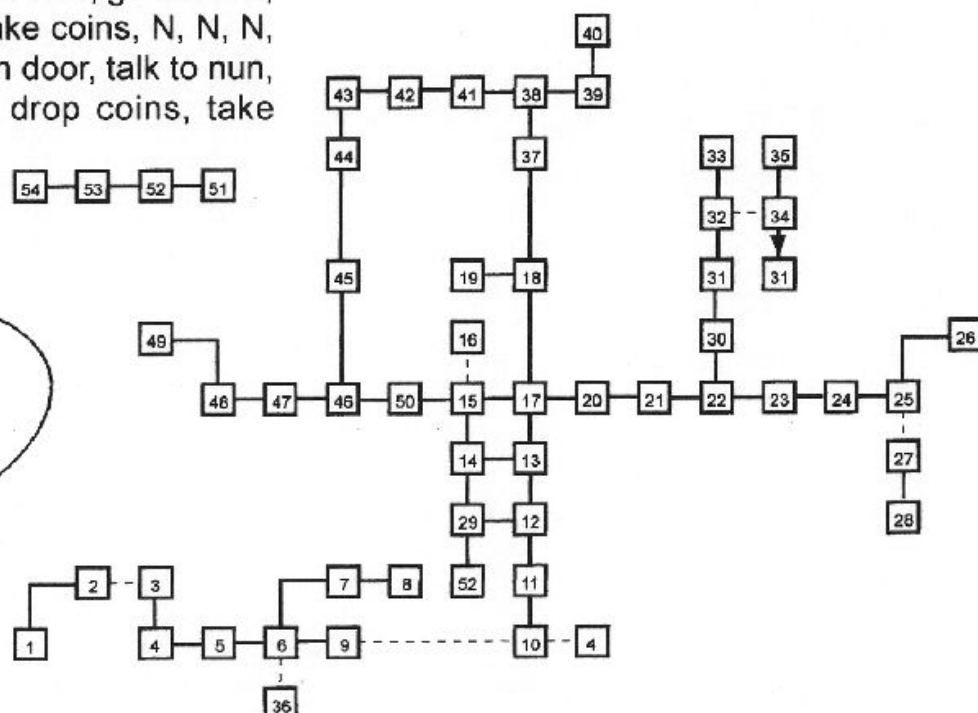 ake coins, N, N, N,
n door, talk to nun,
drop coins, take
40
43 42 41 38 39
44 37 33 35
54 53 52 51
32 34
45 19 18 31 31
49 16 30 26
46 47 46 50 15 17 20 21 22 23 24 25
14 13 27
29 12 28
2 3 7 8 52 11
1 4 5 6 9 10 4
36